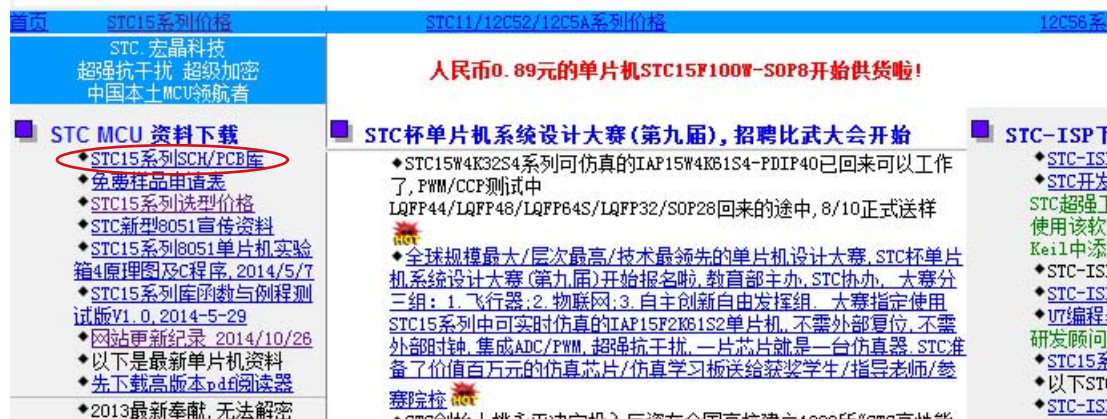 首页 STC15系列价格 STC11/12C52/12C5A系列价格 12C56系
STC.宏晶科技
超强抗干扰 超级加密
中国本土MCU领航者
人民币0.89元的单片机STC15F100W-SOP8开始供货啦!
STC MCU 资料下载
◆STC15系列SCH/PCB库
◆免费样品申请表
◆STC15系列选型价格
◆STC新型8051宣传资料
◆STC15系列8051单片机实验
箱4原理图及C程序,2014/5/7
◆STC15系列库函数与例程测
试版V1.0,2014-5-29
◆网站更新纪录 2014/10/26
◆以下是最新单片机资料
◆先下载高版本pdf阅读器
◆2013最新奉献,无法解密
STC杯单片机系统设计大赛(第九届),招聘比武大会开始
◆STC15W4K32S4系列可仿真的IAP15W4K61S4-PDIP40已回来可以工作
了,PWM/CCP测试中
LQFP44/LQFP48/LQFP64S/LQFP32/SOP28回来的途中,8/10正式送样
HOT
◆全球规模最大/层次最高/技术最领先的单片机设计大赛,STC杯单片
机系统设计大赛(第九届)开始报名啦,教育部主办,STC协办, 大赛分
三组: 1.飞行器;2.物联网;3.自主创新自由发挥组. 大赛指定使用
STC15系列中可实时仿真的IAP15F2K61S2单片机,不需外部复位,不需
外部时钟,集成ADC/PWM,超强抗干扰,一片芯片就是一台仿真器.STC准
备了价值百万元的仿真芯片/仿真学习板送给获奖学生/指导老师/参
赛院校 HOT
STC-ISP下
◆STC-IS
◆STC开发
STC超强工
使用该软
Keil中添
◆STC-IS
◆STC-IS
◆U7编程
研发顾问
◆STC15系
◆以下STC
◆STC-IS